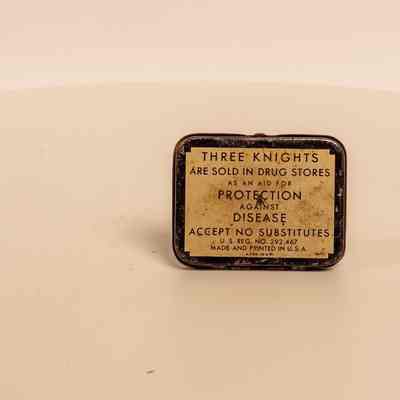 THREE KNIGHTS
ARE SOLD IN DRUG STORES
AS AN AID FOR
PROTECTION
AGAINST
DISEASE
ACCEPT NO SUBSTITUTES
U.S. REG. NO. 292,467
MADE AND PRINTED IN U.S.A.